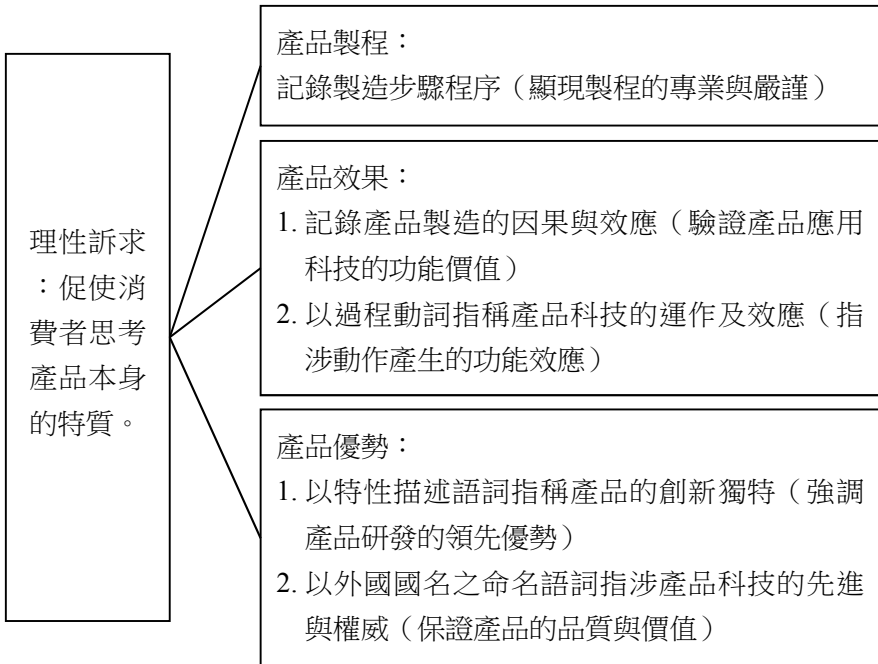 理性訴求
：促使消
費者思考
產品本身
的特質。
產品製程：
記錄製造步驟程序（顯現製程的專業與嚴謹）
產品效果：
1. 記錄產品製造的因果與效應（驗證產品應用
科技的功能價值）
2. 以過程動詞指稱產品科技的運作及效應（指
涉動作產生的功能效應）
產品優勢：
1. 以特性描述語詞指稱產品的創新獨特（強調
產品研發的領先優勢）
2. 以外國國名之命名語詞指涉產品科技的先進
與權威（保證產品的品質與價值）